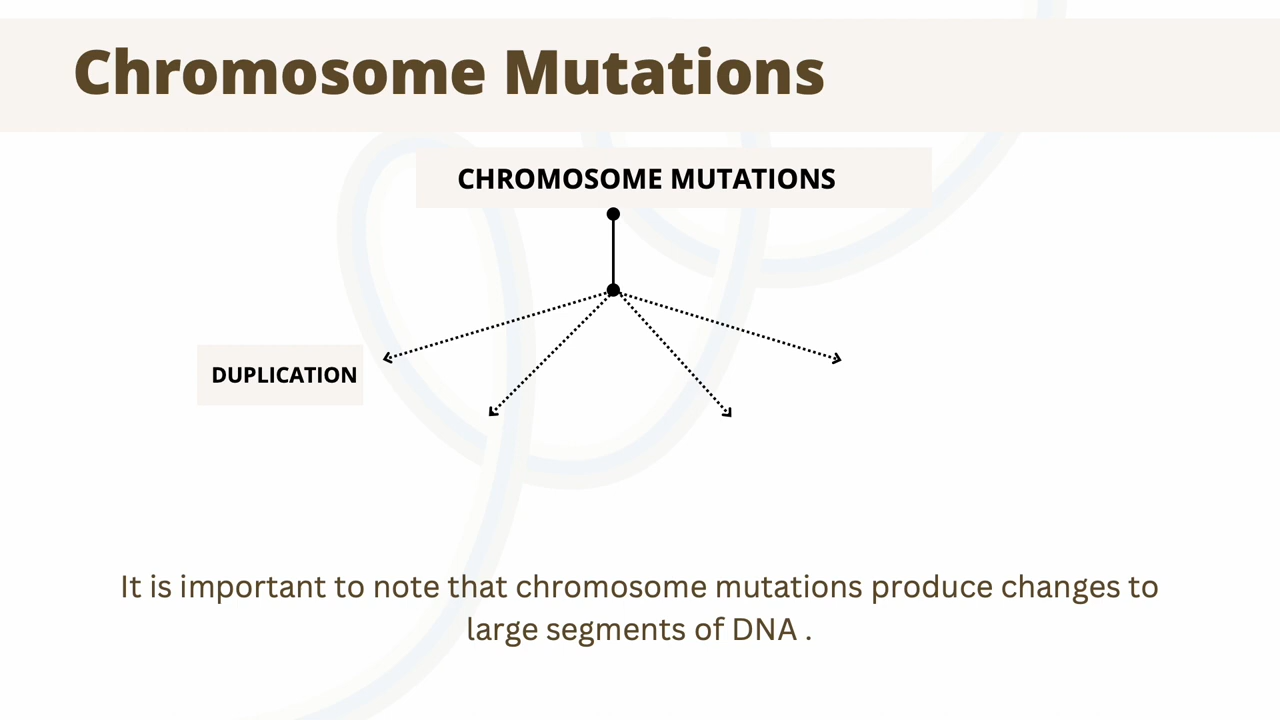 Chromosome Mutations
CHROMOSOME MUTATIONS
DUPLICATION
It is important to note that chromosome mutations produce changes to
large segments of DNA .